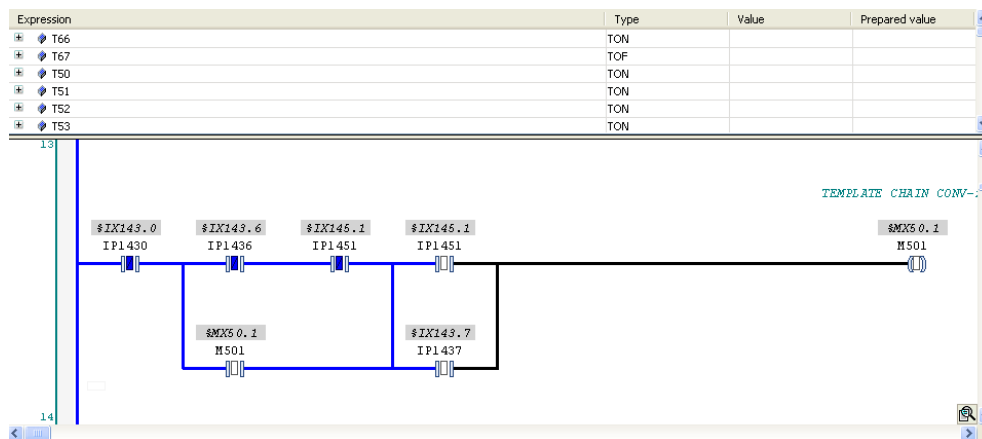 Expression Type Value Prepared value
T66 TON
T67 TOF
T50 TON
T51 TON
T52 TON
T53 TON
13
TEMPLATE CHAIN CONV-
%IX143.0 %IX143.6 %IX145.1 %IX145.1 %MX50.1
IP1430 IP1436 IP1451 IP1451 M501
%MX50.1 %IX143.7
M501 IP1437
14